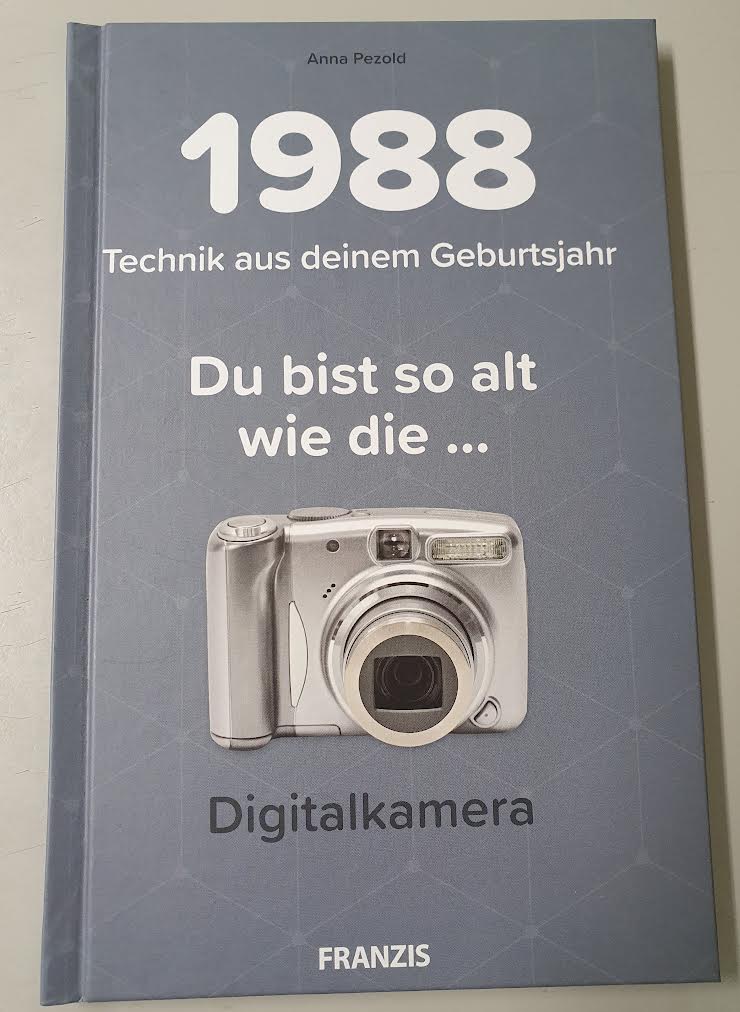 Anna Pezold
1988
Technik aus deinem Geburtsjahr
Du bist so alt
wie die ...
Digitalkamera
FRANZIS